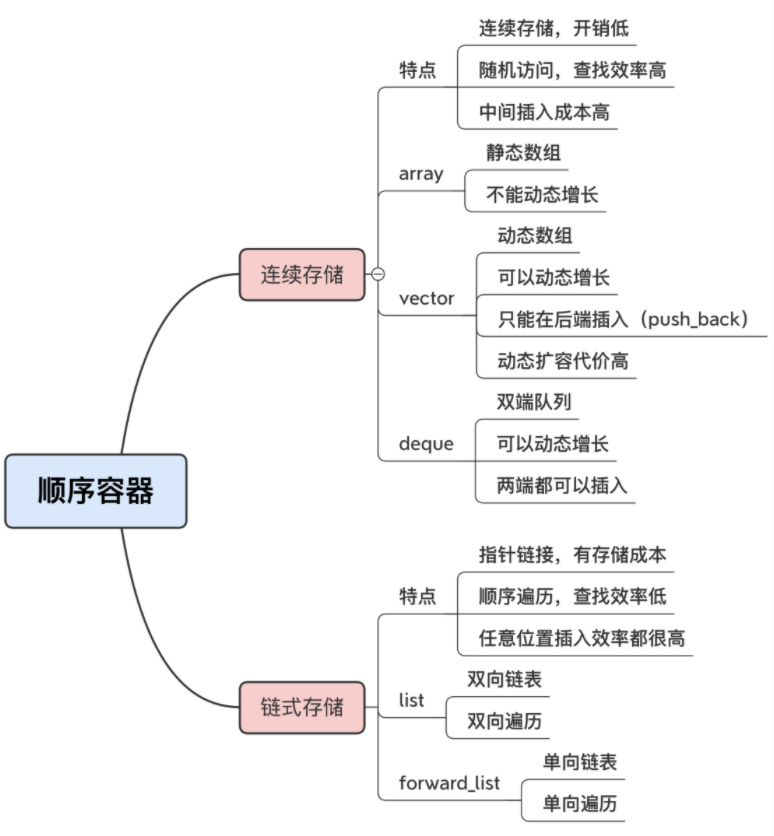 顺序容器
连续存储
特点
连续存储，开销低
随机访问，查找效率高
中间插入成本高
array
静态数组
不能动态增长
vector
动态数组
可以动态增长
只能在后端插入（push_back）
动态扩容代价高
deque
双端队列
可以动态增长
两端都可以插入
链式存储
特点
指针链接，有存储成本
顺序遍历，查找效率低
任意位置插入效率都很高
list
双向链表
双向遍历
forward_list
单向链表
单向遍历